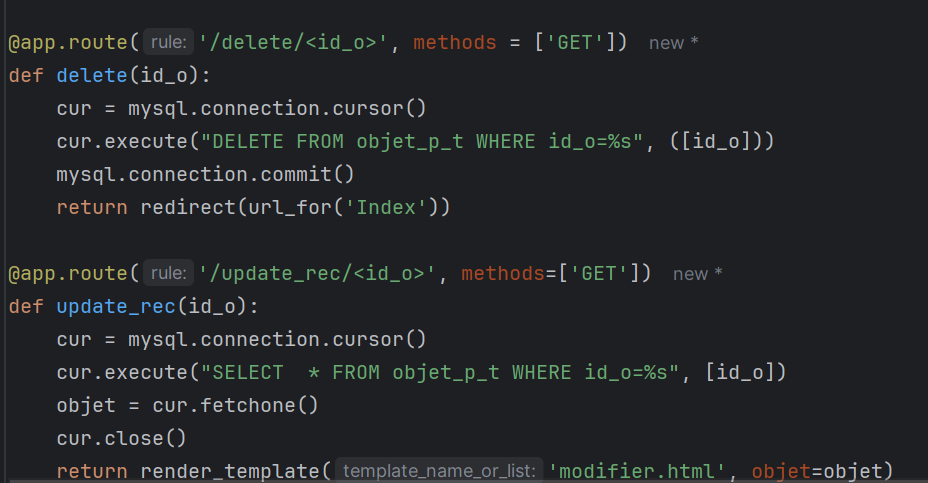 @app.route( rule: '/delete/<id_o>', methods = ['GET']) new *
def delete(id_o):
    cur = mysql.connection.cursor()
    cur.execute("DELETE FROM objet_p_t WHERE id_o=%s", ([id_o]))
    mysql.connection.commit()
    return redirect(url_for('Index'))
@app.route( rule: '/update_rec/<id_o>', methods=['GET']) new *
def update_rec(id_o):
    cur = mysql.connection.cursor()
    cur.execute("SELECT  * FROM objet_p_t WHERE id_o=%s", [id_o])
    objet = cur.fetchone()
    cur.close()
    return render_template( template_name_or_list: 'modifier.html', objet=objet)